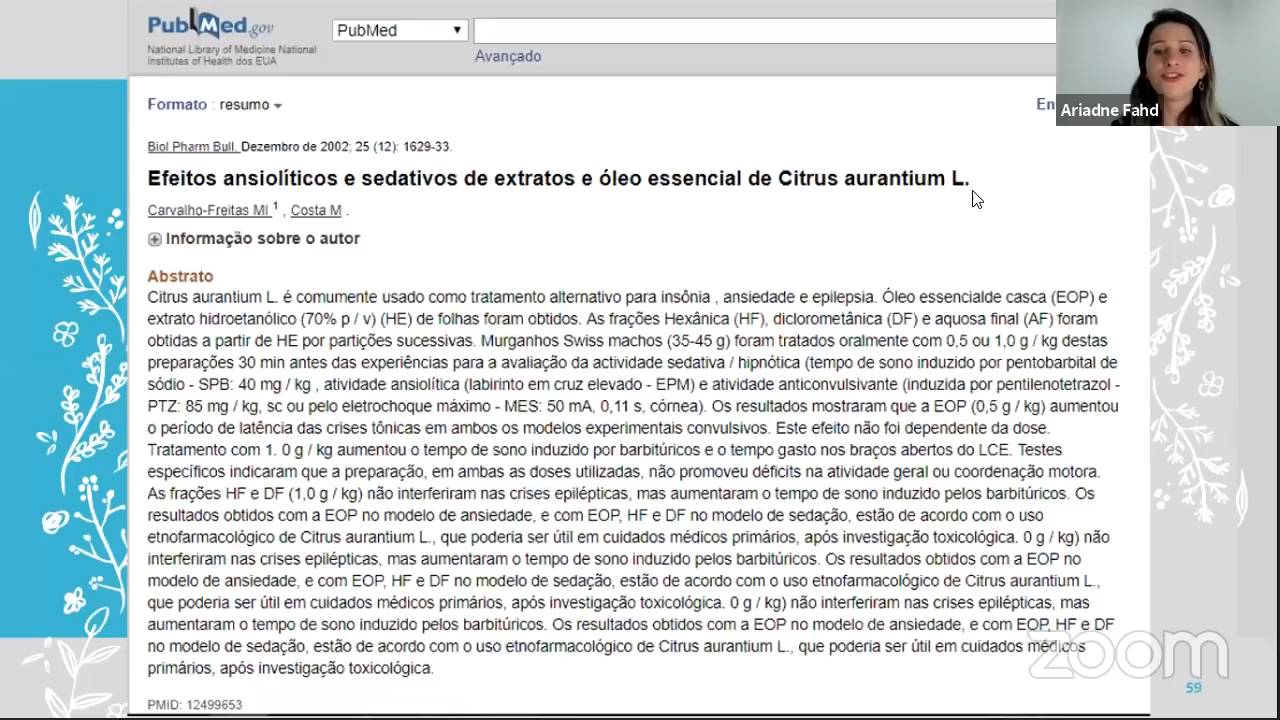 PubMed.gov
National Library of Medicine National
Institutes of Health dos EUA
PubMed
Avançado
Formato : resumo
En
Ariadne Fahd
Biol Pharm Bull. Dezembro de 2002; 25 (12): 1629-33.
Efeitos ansiolíticos e sedativos de extratos e óleo essencial de Citrus aurantium L.
Carvalho-Freitas MI 1 , Costa M .
Informação sobre o autor
Abstrato
Citrus aurantium L. é comumente usado como tratamento alternativo para insônia , ansiedade e epilepsia. Óleo essencialde casca (EOP) e
extrato hidroetanólico (70% p / v) (HE) de folhas foram obtidos. As frações Hexânica (HF), diclorometânica (DF) e aquosa final (AF) foram
obtidas a partir de HE por partições sucessivas. Murganhos Swiss machos (35-45 g) foram tratados oralmente com 0,5 ou 1,0 g / kg destas
preparações 30 min antes das experiências para a avaliação da actividade sedativa / hipnótica (tempo de sono induzido por pentobarbital de
sódio - SPB: 40 mg / kg , atividade ansiolítica (labirinto em cruz elevado - EPM) e atividade anticonvulsivante (induzida por pentilenotetrazol -
PTZ: 85 mg / kg, sc ou pelo eletrochoque máximo - MES: 50 mA, 0,11 s, córnea). Os resultados mostraram que a EOP (0,5 g / kg) aumentou
o período de latência das crises tônicas em ambos os modelos experimentais convulsivos. Este efeito não foi dependente da dose.
Tratamento com 1. 0 g / kg aumentou o tempo de sono induzido por barbitúricos e o tempo gasto nos braços abertos do LCE. Testes
específicos indicaram que a preparação, em ambas as doses utilizadas, não promoveu déficits na atividade geral ou coordenação motora.
As frações HF e DF (1,0 g / kg) não interferiram nas crises epilépticas, mas aumentaram o tempo de sono induzido pelos barbitúricos. Os
resultados obtidos com a EOP no modelo de ansiedade, e com EOP, HF e DF no modelo de sedação, estão de acordo com o uso
etnofarmacológico de Citrus aurantium L., que poderia ser útil em cuidados médicos primários, após investigação toxicológica. 0 g / kg) não
interferiram nas crises epilépticas, mas aumentaram o tempo de sono induzido pelos barbitúricos. Os resultados obtidos com a EOP no
modelo de ansiedade, e com EOP, HF e DF no modelo de sedação, estão de acordo com o uso etnofarmacológico de Citrus aurantium L.,
que poderia ser útil em cuidados médicos primários, após investigação toxicológica. 0 g / kg) não interferiram nas crises epilépticas, mas
aumentaram o tempo de sono induzido pelos barbitúricos. Os resultados obtidos com a EOP no modelo de ansiedade, e com EOP, HF e DF
no modelo de sedação, estão de acordo com o uso etnofarmacológico de Citrus aurantium L., que poderia ser útil em cuidados médicos
primários, após investigação toxicológica.
PMID: 12499653
zoom
59